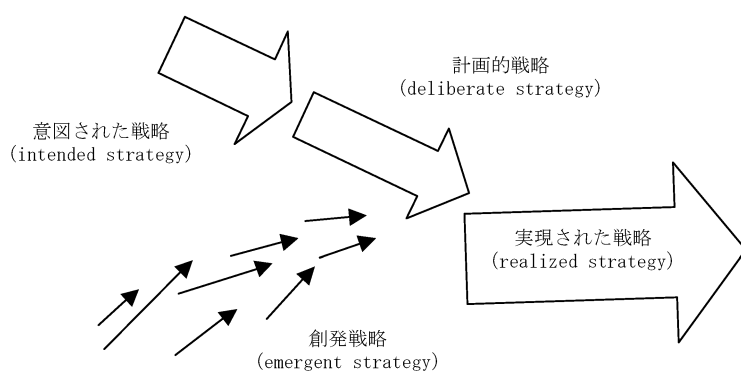 計画的戦略
(deliberate strategy)
意図された戦略
(intended strategy)
実現された戦略
(realized strategy)
創発戦略
(emergent strategy)